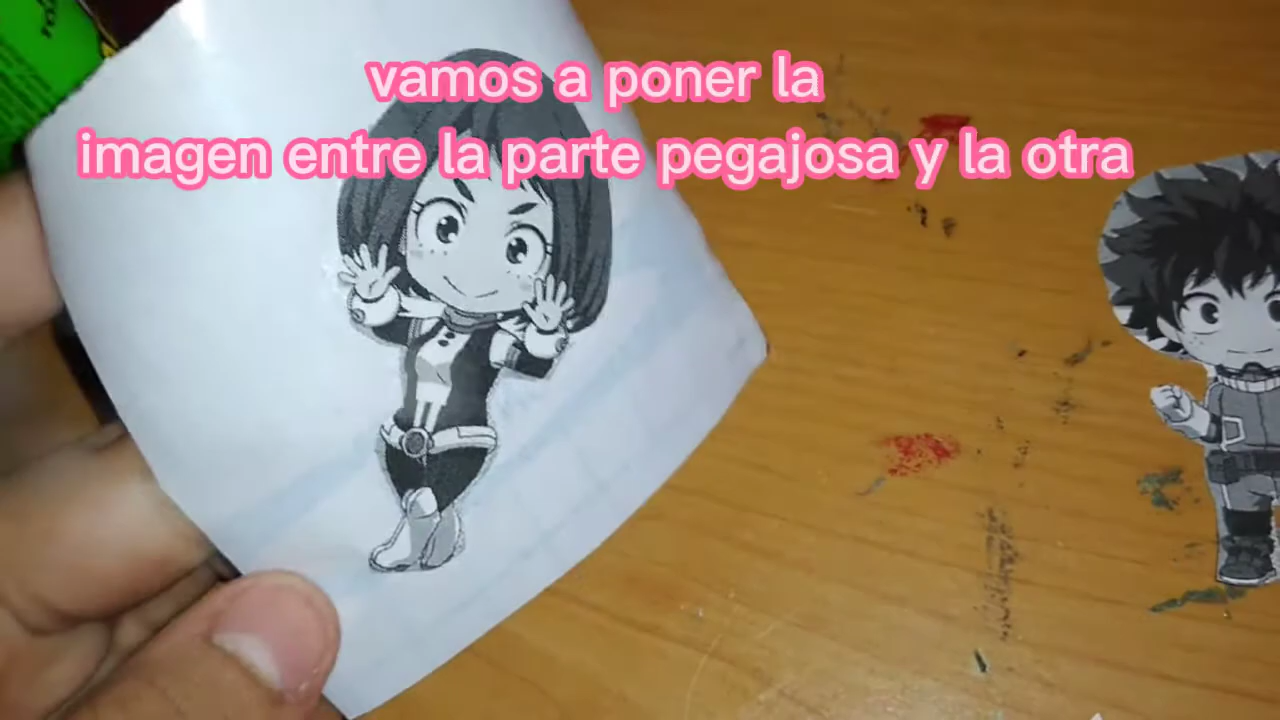 vamos a poner la
imagen entre la parte pegajosa y la otra